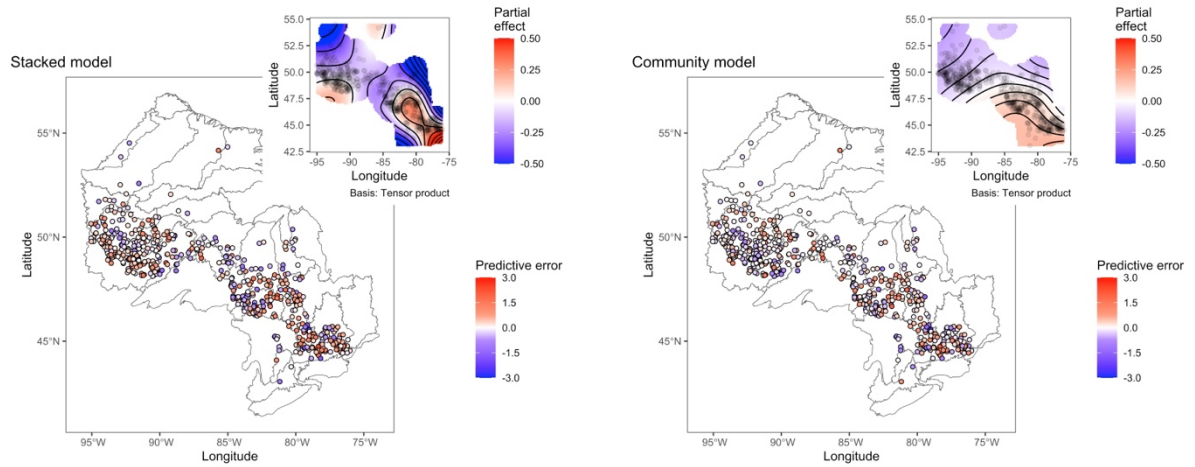 Stacked model
55.0
52.5
50.0
47.5
45.0
42.5
Latitude
-95
-90
-85
-80
-75
Longitude
Basis: Tensor product
Partial
effect
0.50
0.25
0.00
-0.25
-0.50
55°N
50°N
45°N
Latitude
95°W
90°W
85°W
80°W
75°W
Longitude
Predictive error
3.0
1.5
0.0
-1.5
-3.0
Community model
55.0
52.5
50.0
47.5
45.0
42.5
Latitude
-95
-90
-85
-80
-75
Longitude
Basis: Tensor product
Partial
effect
0.50
0.25
0.00
-0.25
-0.50
55°N
50°N
45°N
Latitude
95°W
90°W
85°W
80°W
75°W
Longitude
Predictive error
3.0
1.5
0.0
-1.5
-3.0